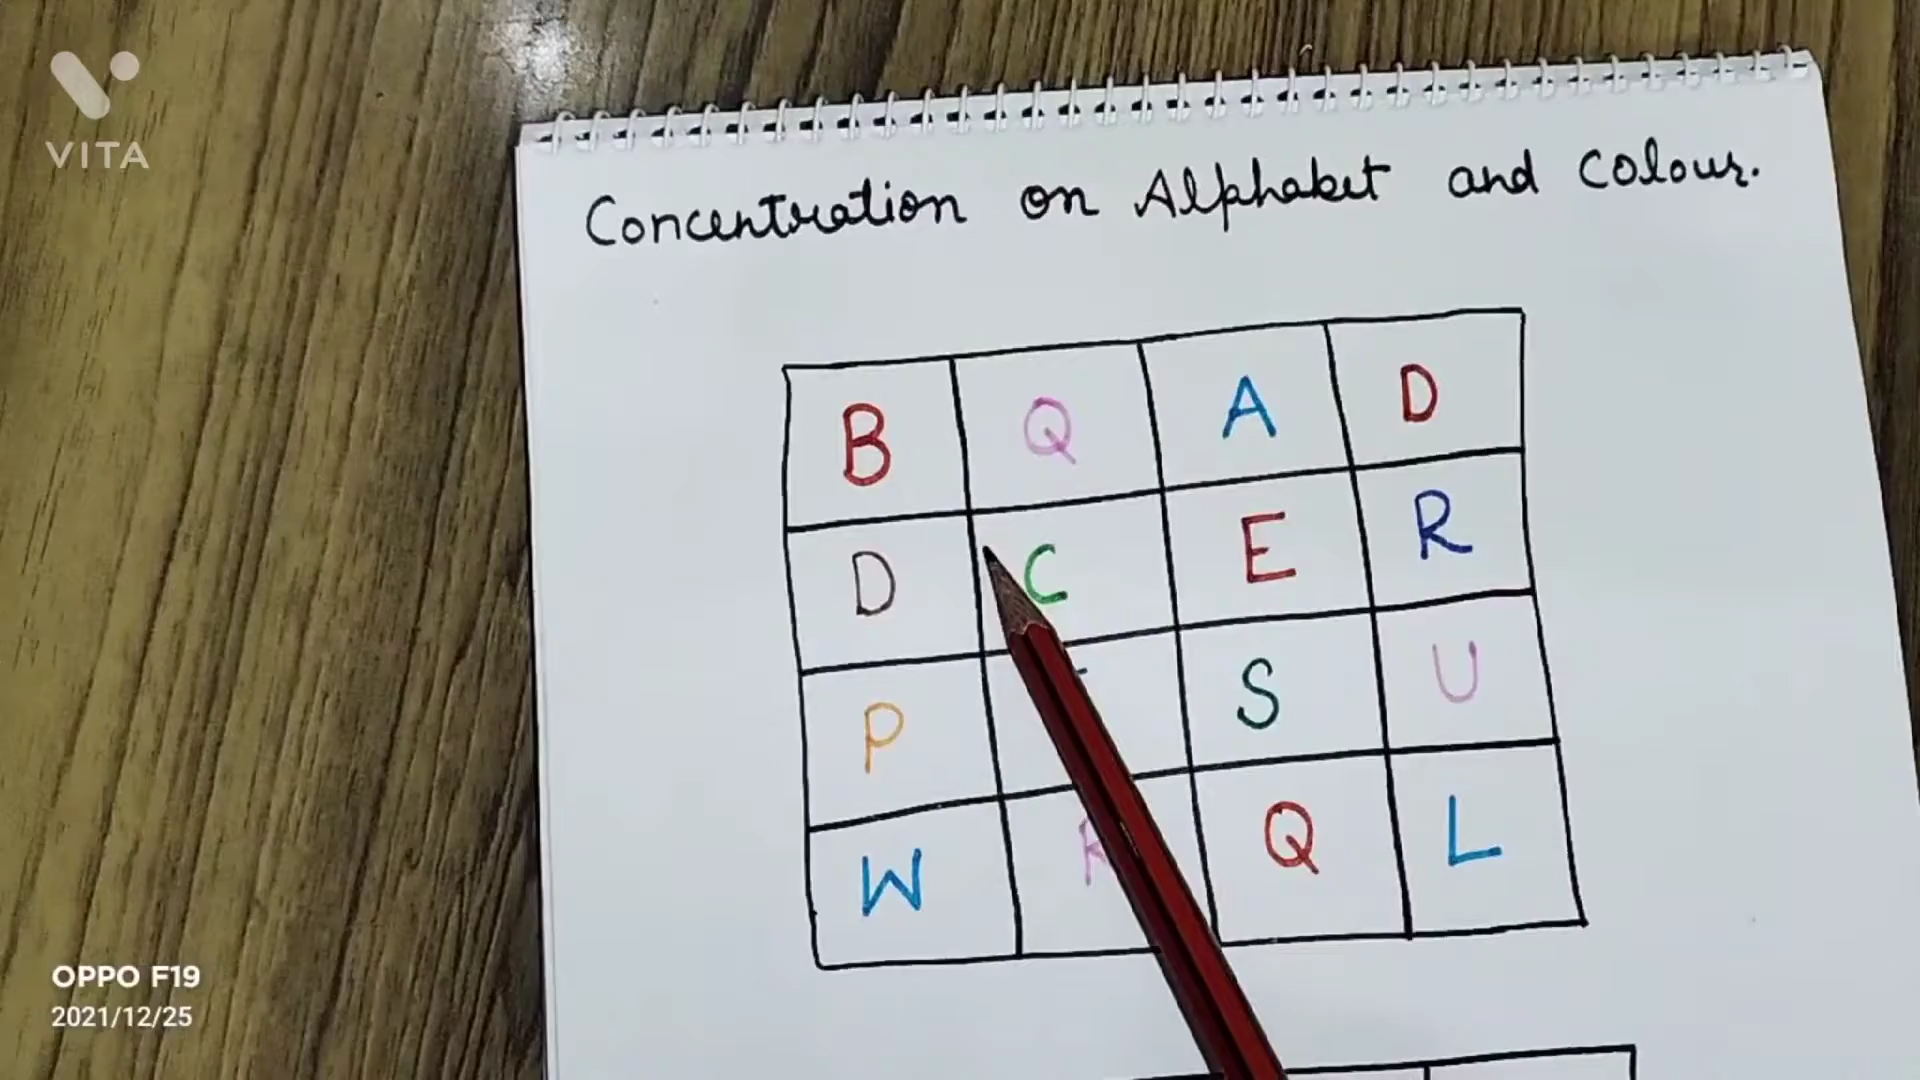 VITA
Concentration on Alphabet and Colour.
B Q A D
D C E R
P S U
W R Q L
OPPO F19
2021/12/25